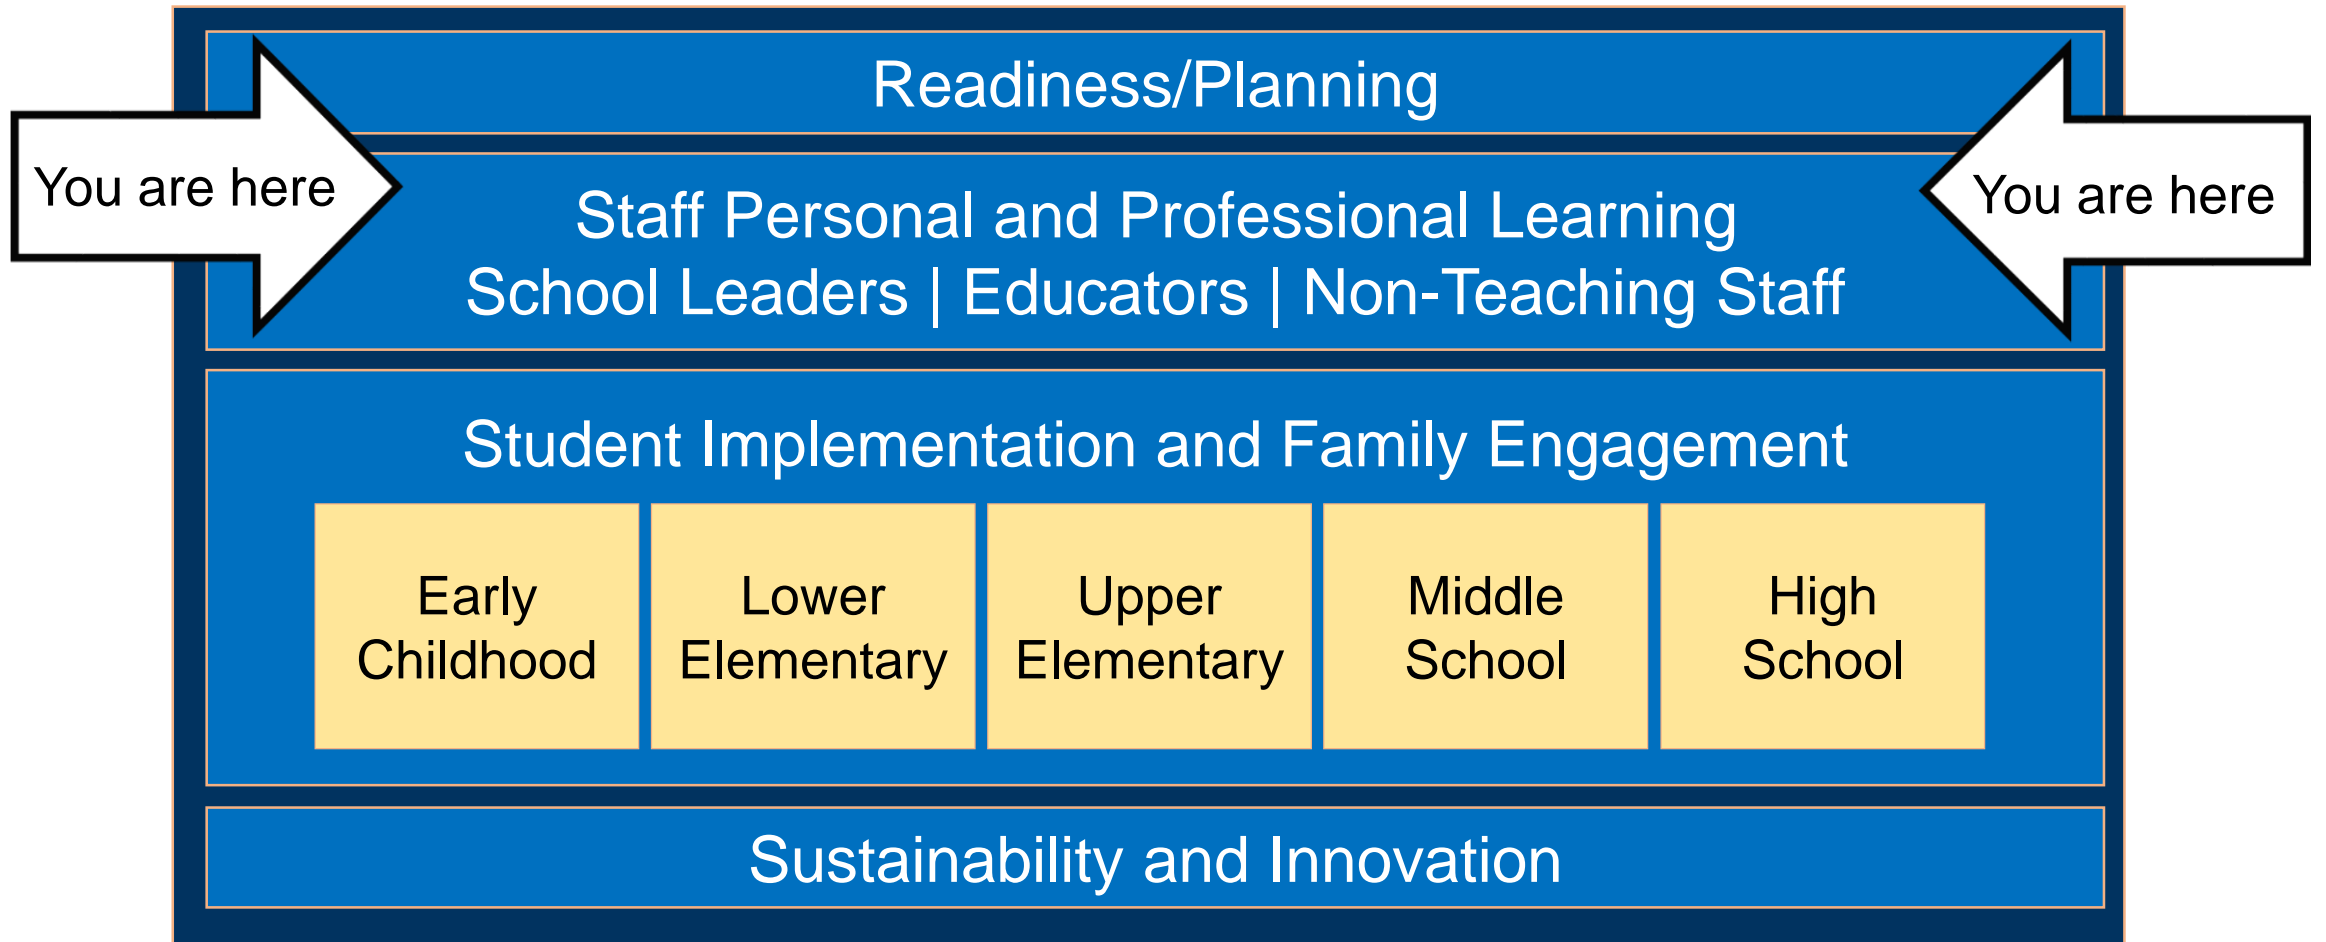 Readiness/Planning
You are here
You are here
Staff Personal and Professional Learning
School Leaders | Educators | Non-Teaching Staff
Student Implementation and Family Engagement
Early
Childhood
Lower
Elementary
Upper
Elementary
Middle
School
High
School
Sustainability and Innovation